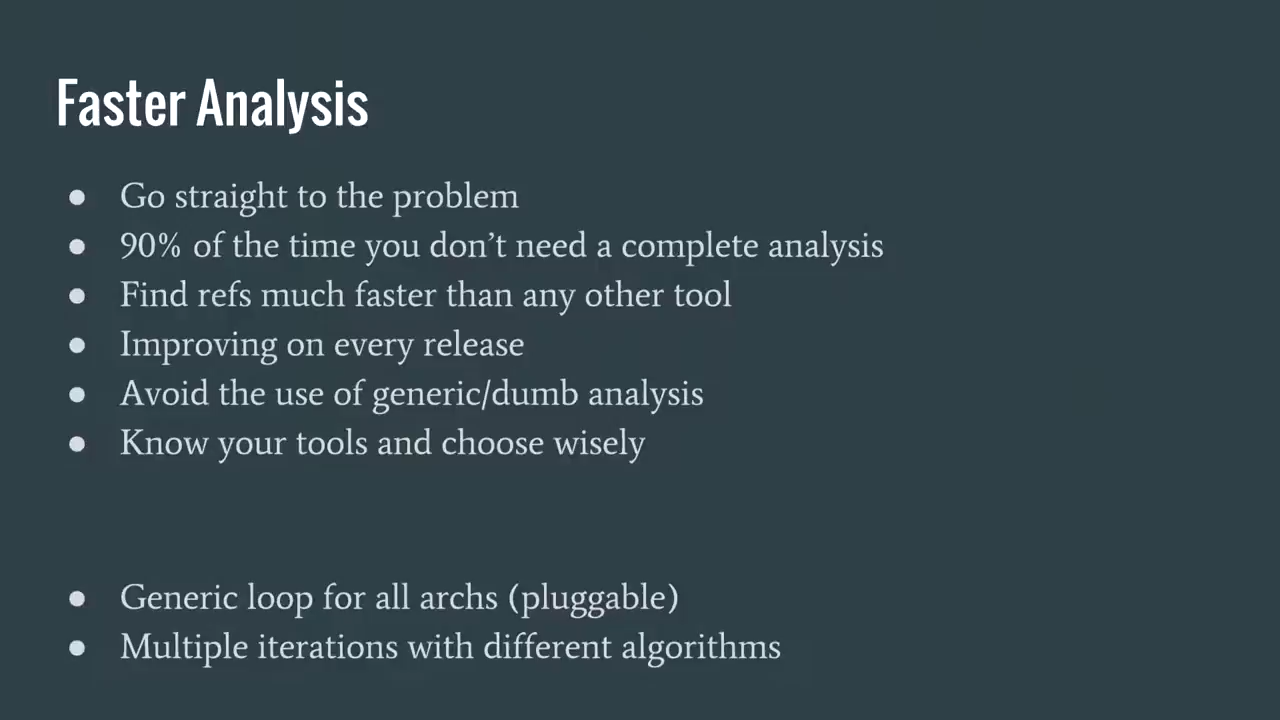 Faster Analysis
● Go straight to the problem
● 90% of the time you don’t need a complete analysis
● Find refs much faster than any other tool
● Improving on every release
● Avoid the use of generic/dumb analysis
● Know your tools and choose wisely
● Generic loop for all archs (pluggable)
● Multiple iterations with different algorithms